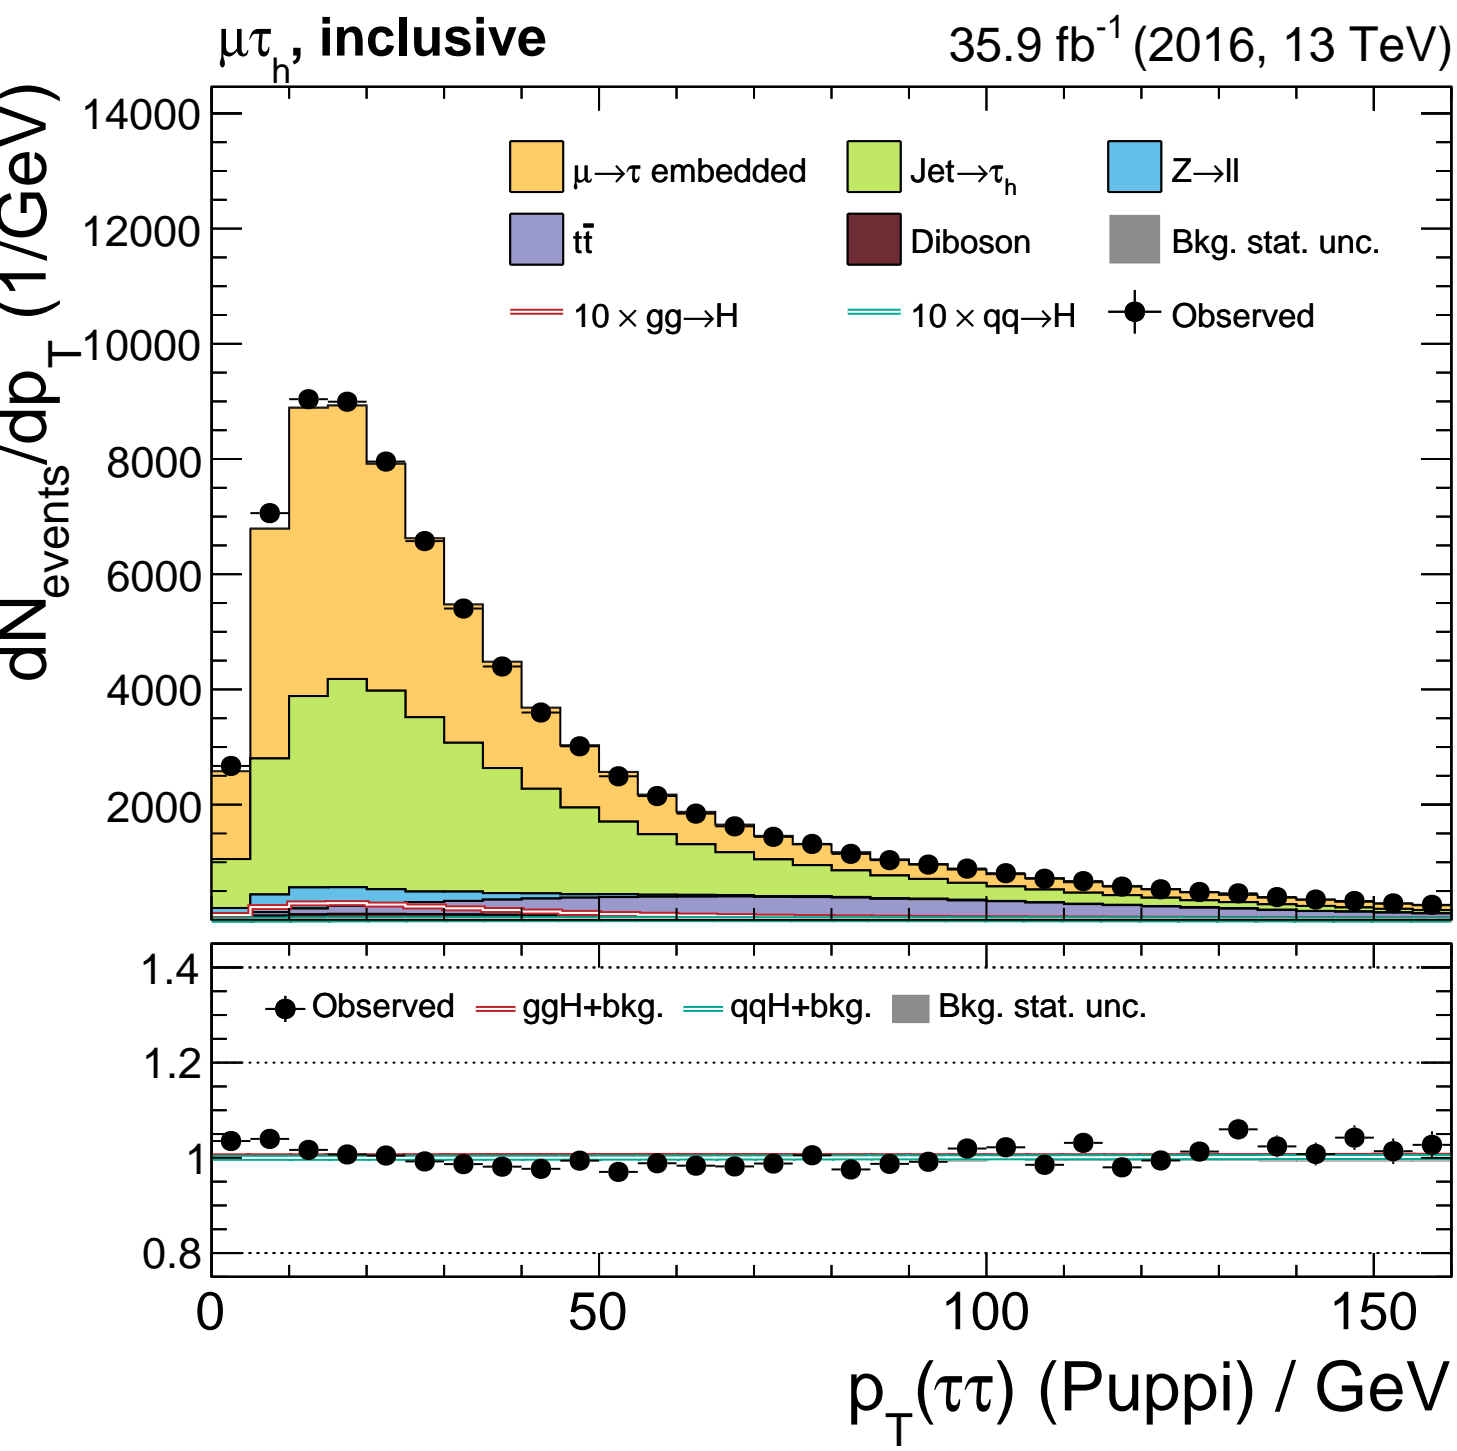 μτh, inclusive
35.9 fb-1 (2016, 13 TeV)
dNevents/dpT (1/GeV)
14000
12000
10000
8000
6000
4000
2000
μ→τ embedded
Jet→τh
Z→ll
tt̄
Diboson
Bkg. stat. unc.
10 × gg→H
10 × qq→H
Observed
1.4
1.2
1
0.8
Observed
ggH+bkg.
qqH+bkg.
Bkg. stat. unc.
0
50
100
150
pT(ττ) (Puppi) / GeV